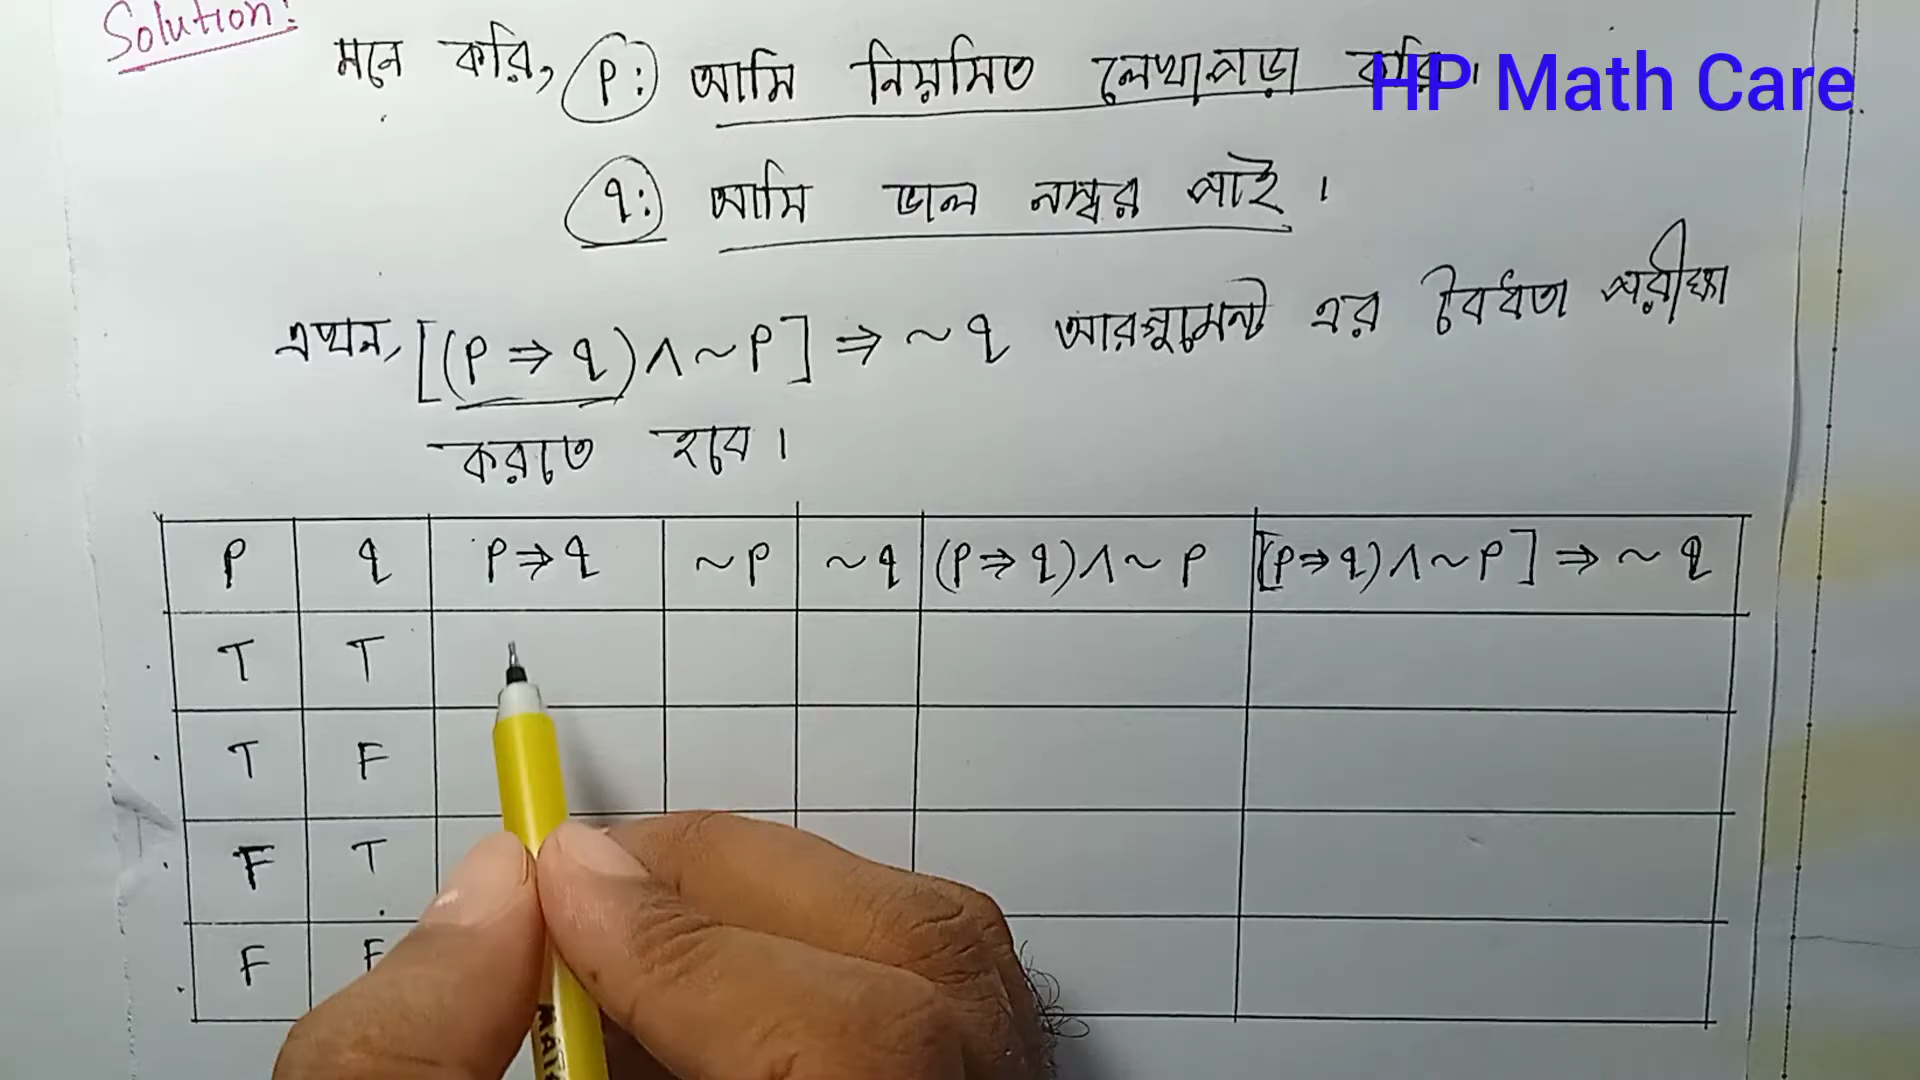 Solution:
HP Math Care
মনে করি, p: আমি নিয়মিত লেখাপড়া করি।
q: আমি ভাল নম্বর পাই।
এখন, [(p ⇒ q) ∧ ~p] ⇒ ~q আরগুমেন্ট এর বৈধতা পরীক্ষা
করতে হবে।
p q p⇒q ~p ~q (p⇒q)∧~p [(p⇒q)∧~p] ⇒ ~q
T T
T F
F T
F F